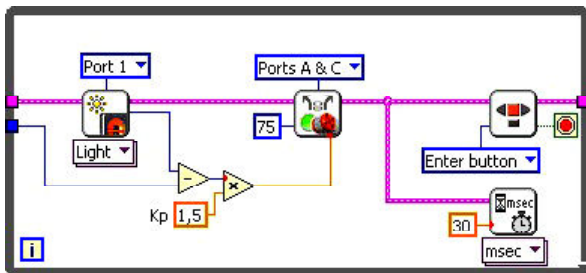 Port 1
Ports A & C
75
Light
Enter button
Kp 1,5
-
x
msec
30
msec
i